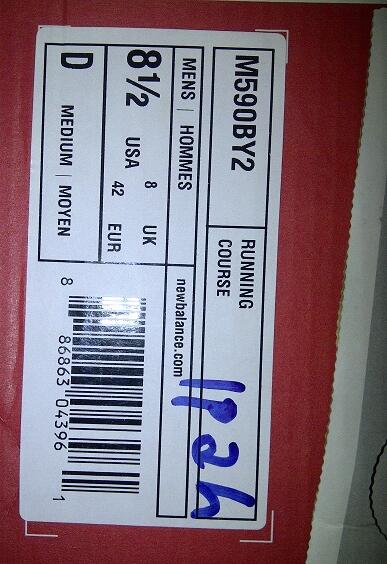 M590BY2
RUNNING
COURSE
MENS | HOMMES
newbalance.com
8½ USA 8 UK
42 EUR
D MEDIUM | MOYEN
8 86863 04396 1